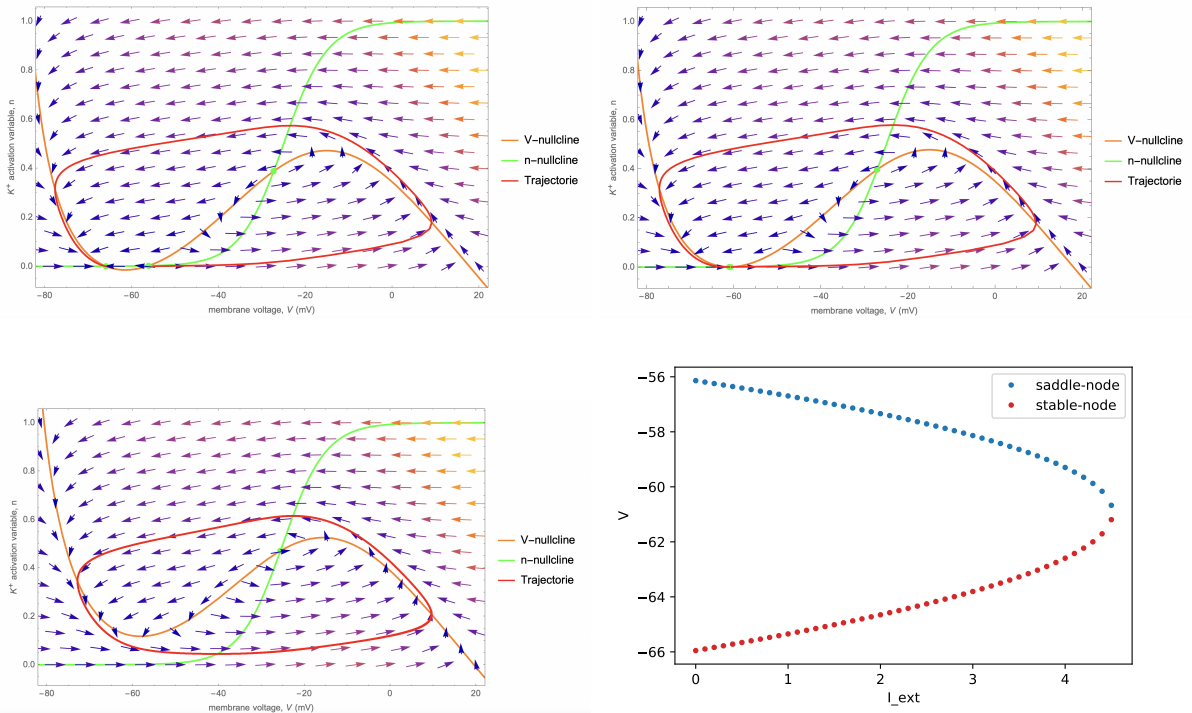 1.0
0.8
0.6
0.4
0.2
0.0
K⁺ activation variable, n
−80
−60
−40
−20
0
20
membrane voltage, V (mV)
V−nullcline
n−nullcline
Trajectorie
1.0
0.8
0.6
0.4
0.2
0.0
K⁺ activation variable, n
−80
−60
−40
−20
0
20
membrane voltage, V (mV)
V−nullcline
n−nullcline
Trajectorie
1.0
0.8
0.6
0.4
0.2
0.0
K⁺ activation variable, n
−80
−60
−40
−20
0
20
membrane voltage, V (mV)
V−nullcline
n−nullcline
Trajectorie
−56
−58
−60
−62
−64
−66
V
saddle-node
stable-node
0
1
2
3
4
I_ext